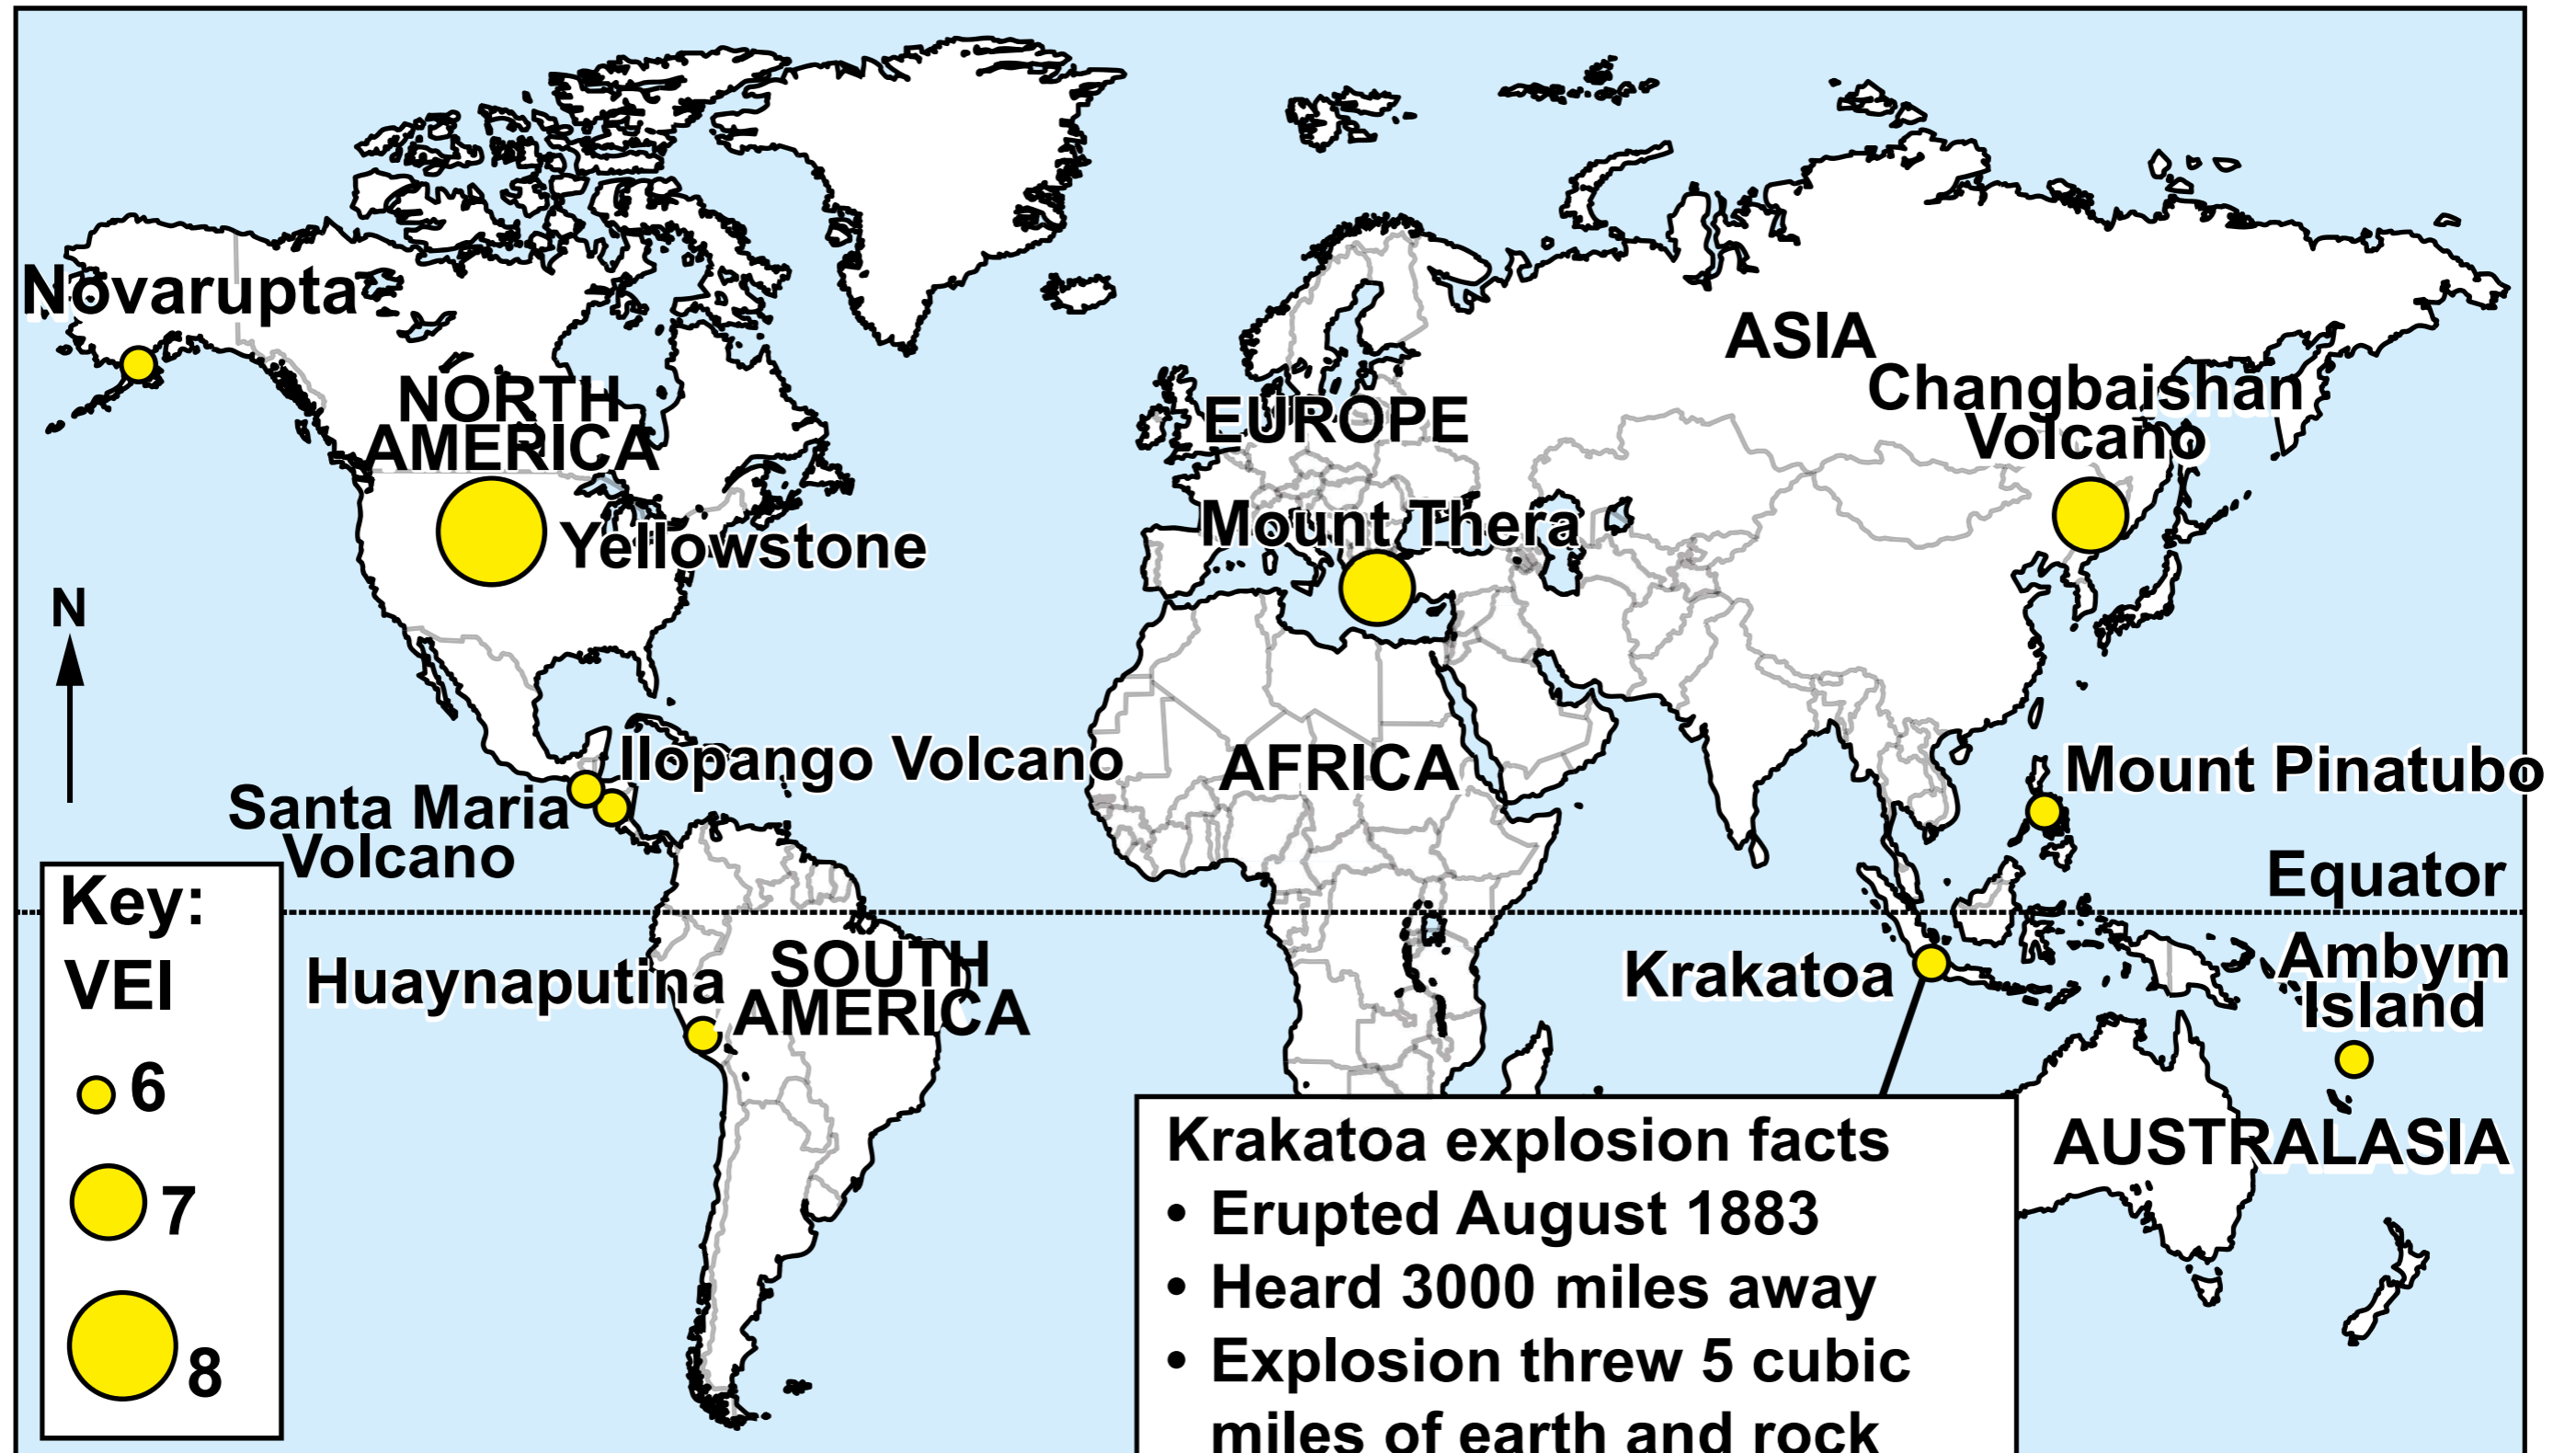 Novarupta
NORTH
AMERICA
Yellowstone
EUROPE
ASIA
Changbaishan
Volcano
Mount Thera
N
Ilopango Volcano
Santa Maria
Volcano
AFRICA
Mount Pinatubo
Equator
Key:
VEI
6
7
8
Huaynaputina
SOUTH
AMERICA
Krakatoa
Ambym
Island
AUSTRALASIA
Krakatoa explosion facts
• Erupted August 1883
• Heard 3000 miles away
• Explosion threw 5 cubic
miles of earth and rock